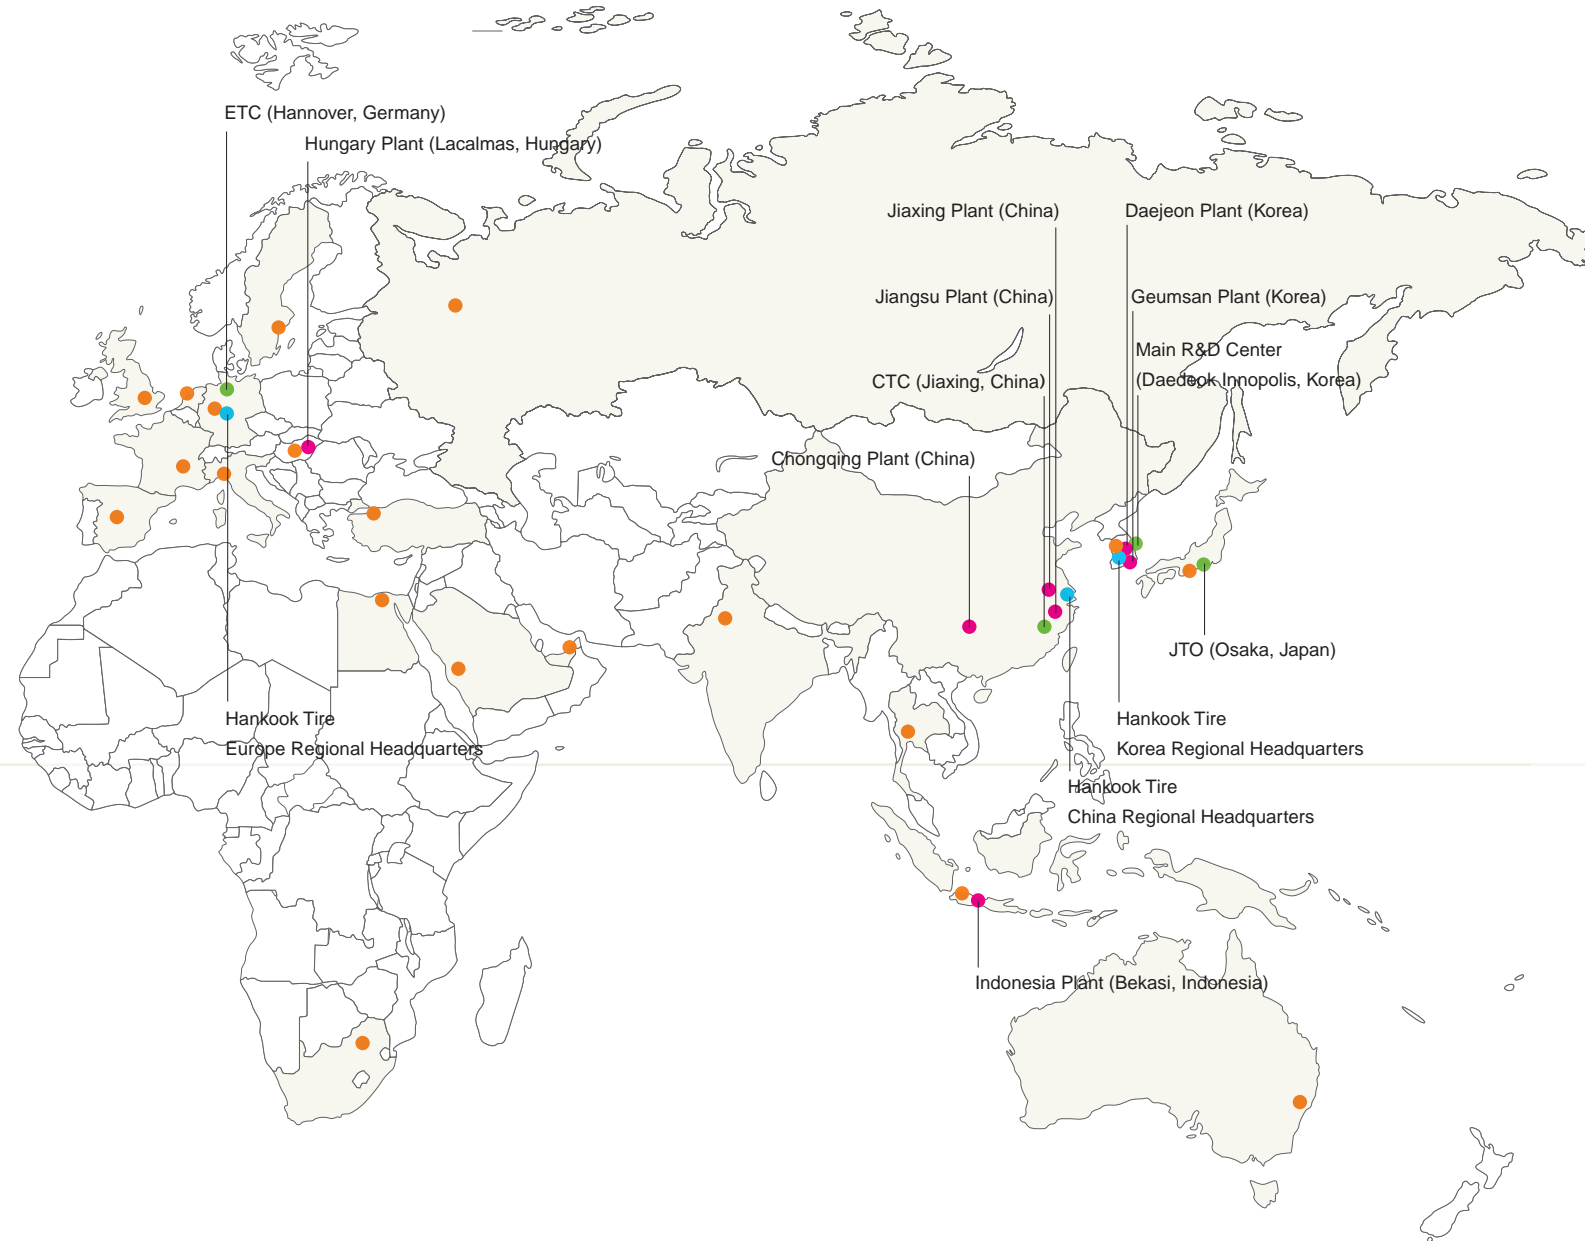 ETC (Hannover, Germany)
Hungary Plant (Lacalmas, Hungary)
Jiaxing Plant (China)
Daejeon Plant (Korea)
Jiangsu Plant (China)
Geumsan Plant (Korea)
Main R&D Center
(Daedeok Innopolis, Korea)
CTC (Jiaxing, China)
Chongqing Plant (China)
JTO (Osaka, Japan)
Hankook Tire
Europe Regional Headquarters
Hankook Tire
Korea Regional Headquarters
Hankook Tire
China Regional Headquarters
Indonesia Plant (Bekasi, Indonesia)